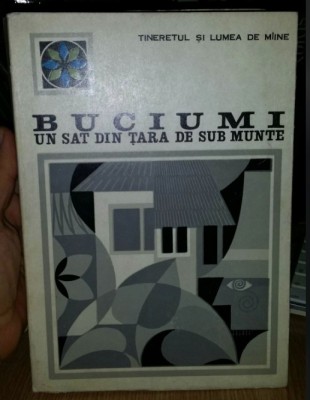 TINERETUL ȘI LUMEA DE MÎINE
BUCIUMI
UN SAT DIN ȚARA DE SUB MUNTE